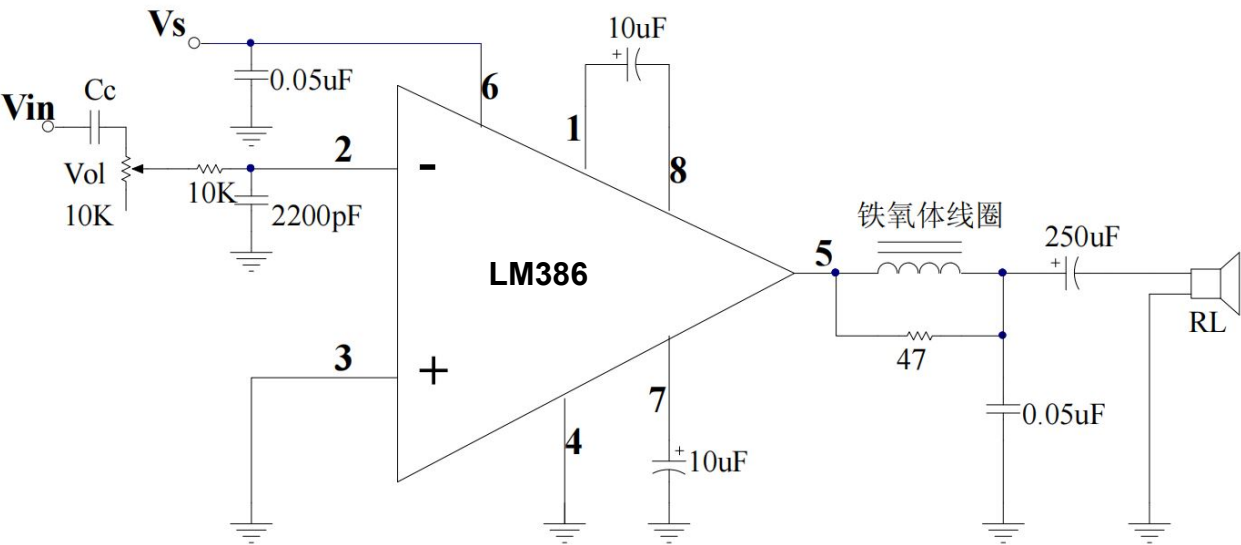 Vs
10uF
0.05uF
6
Cc
Vin
1
2
-
8
Vol
10K
10K
2200pF
铁氧体线圈
5
250uF
LM386
RL
3
+
47
7
0.05uF
4
10uF